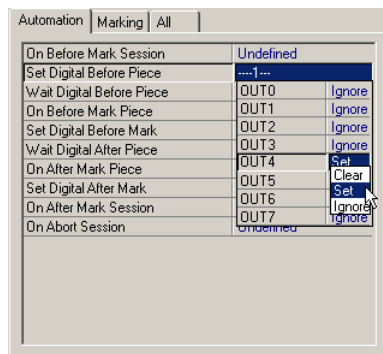 Automation Marking All
On Before Mark Session Undefined
Set Digital Before Piece ----1---
Wait Digital Before Piece OUT0 Ignore
On Before Mark Piece OUT1 Ignore
Set Digital Before Mark OUT2 Ignore
Wait Digital After Piece OUT3 Ignore
On After Mark Piece OUT4 Set
Set Digital After Mark OUT5 Clear
On After Mark Session OUT6 Set
On Abort Session OUT7 Ignore
Undefined Ignore